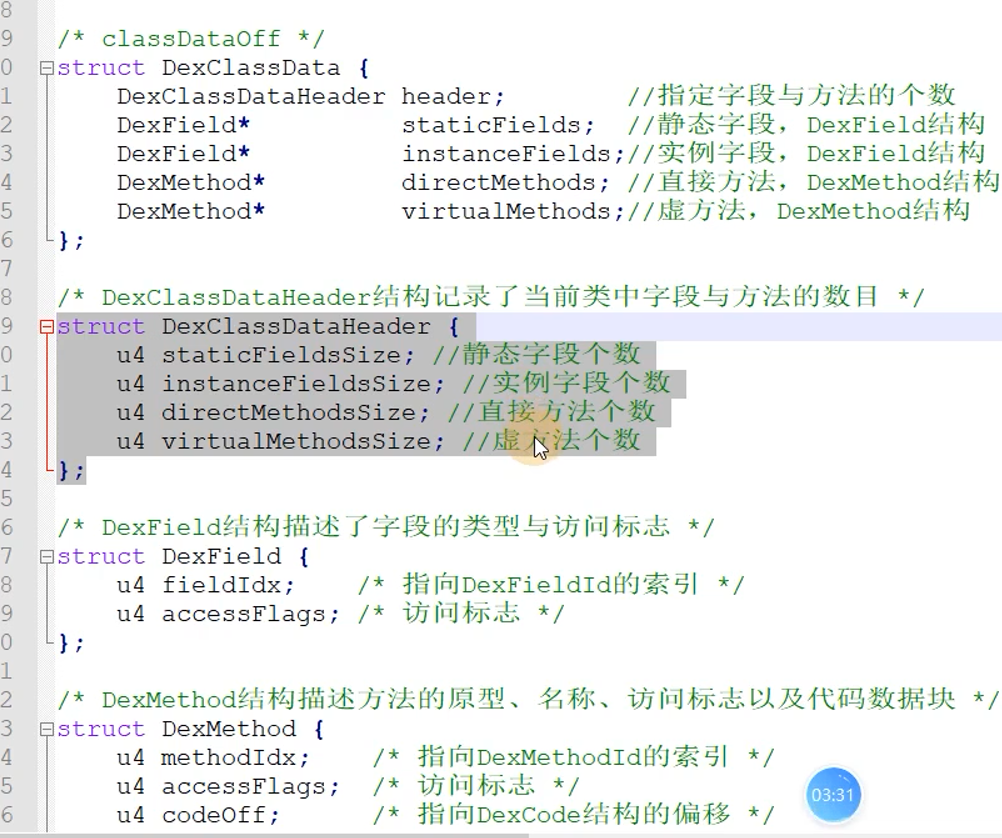 8
9 /* classDataOff */
0 struct DexClassData {
1 DexClassDataHeader header; //指定字段与方法的个数
2 DexField* staticFields; //静态字段，DexField结构
3 DexField* instanceFields;//实例字段，DexField结构
4 DexMethod* directMethods; //直接方法，DexMethod结构
5 DexMethod* virtualMethods;//虚方法，DexMethod结构
6 };
7
8 /* DexClassDataHeader结构记录了当前类中字段与方法的数目 */
9 struct DexClassDataHeader {
0 u4 staticFieldsSize; //静态字段个数
1 u4 instanceFieldsSize; //实例字段个数
2 u4 directMethodsSize; //直接方法个数
3 u4 virtualMethodsSize; //虚方法个数
4 };
5
6 /* DexField结构描述了字段的类型与访问标志 */
7 struct DexField {
8 u4 fieldIdx; /* 指向DexFieldId的索引 */
9 u4 accessFlags; /* 访问标志 */
0 };
1
2 /* DexMethod结构描述方法的原型、名称、访问标志以及代码数据块 */
3 struct DexMethod {
4 u4 methodIdx; /* 指向DexMethodId的索引 */
5 u4 accessFlags; /* 访问标志 */
6 u4 codeOff; /* 指向DexCode结构的偏移 */
03:31